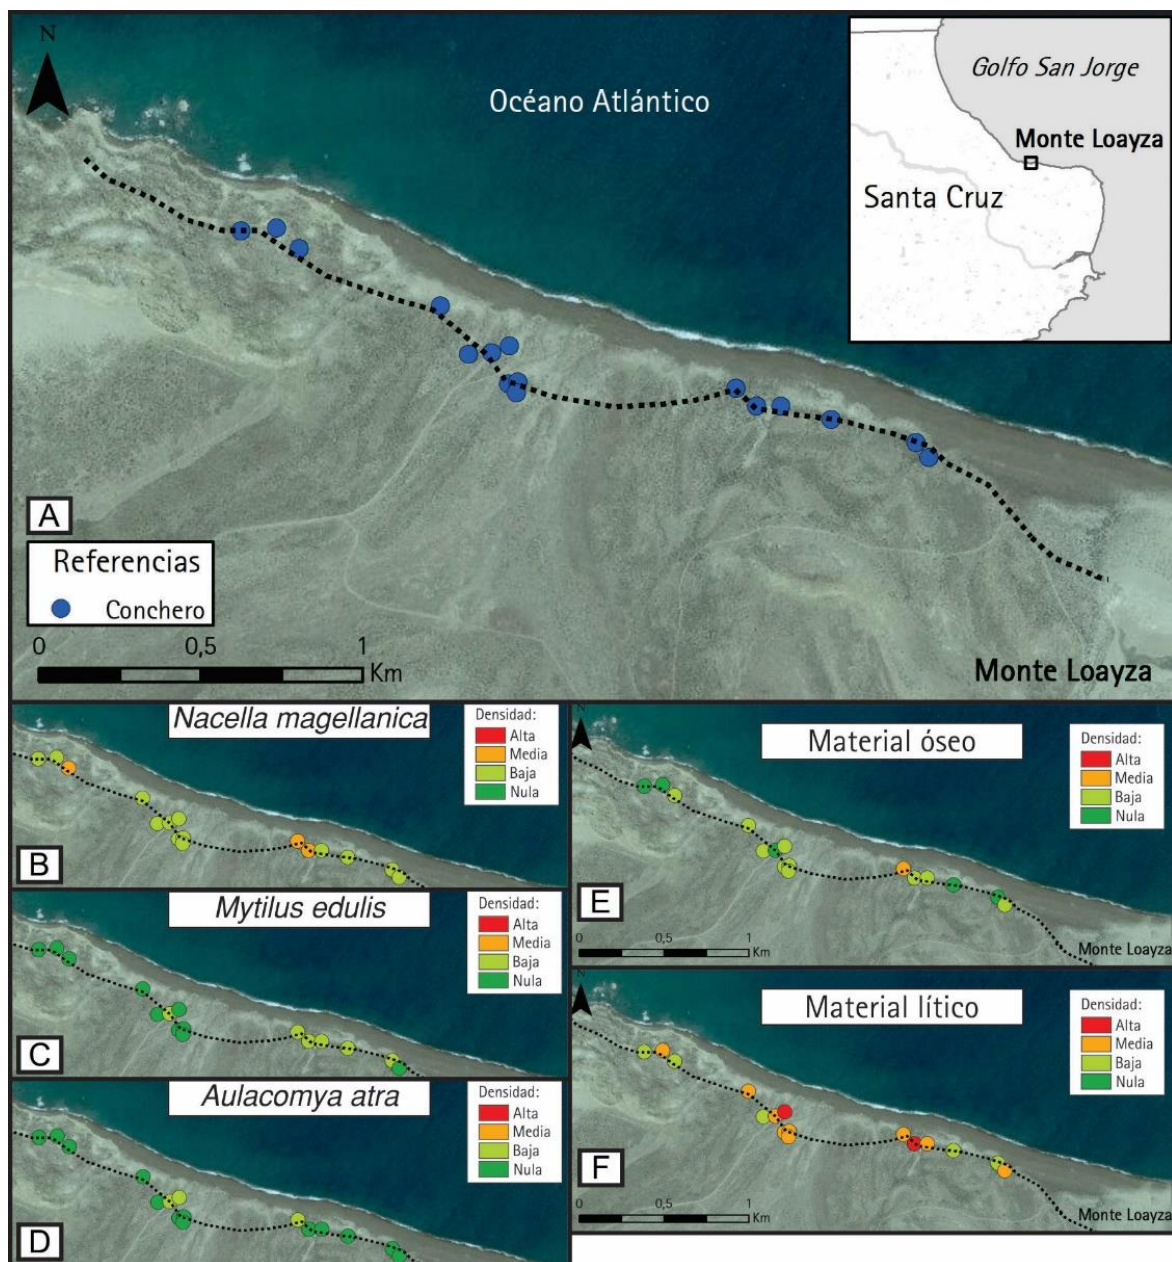 N
Océano Atlántico
Golfo San Jorge
Monte Loayza
Santa Cruz
A
Referencias
Conchero
0 0,5 1
Km
Monte Loayza
Nacella magellanica
Densidad:
Alta
Media
Baja
Nula
B
Mytilus edulis
Densidad:
Alta
Media
Baja
Nula
C
Aulacomya atra
Densidad:
Alta
Media
Baja
Nula
D
Material óseo
Densidad:
Alta
Media
Baja
Nula
E
0 0,5 1
Km
Monte Loayza
Material lítico
Densidad:
Alta
Media
Baja
Nula
F
0 0,5 1
Km
Monte Loayza